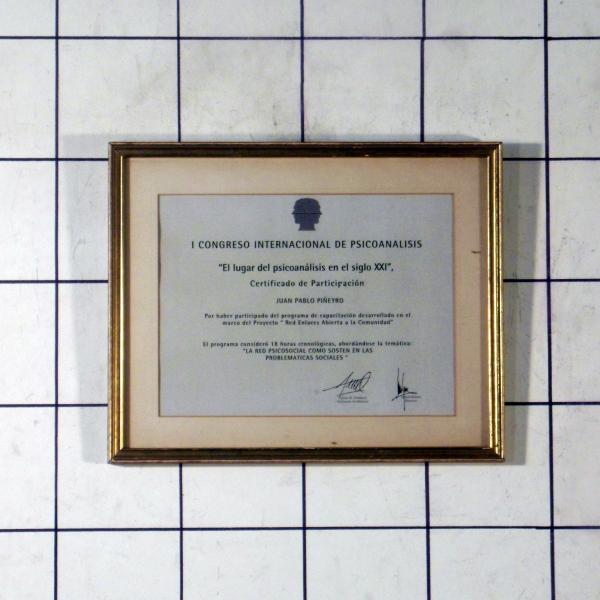 I CONGRESO INTERNACIONAL DE PSICOANALISIS
"El lugar del psicoanálisis en el siglo XXI",
Certificado de Participación
JUAN PABLO PIÑEYRO
Por haber participado del programa de capacitación desarrollado en el
marco del Proyecto " Red Enlaces Abierta a la Comunidad"
El programa consideró 18 horas cronológicas, abordándose la temática:
"LA RED PSICOSOCIAL COMO SOSTEN EN LAS
PROBLEMATICAS SOCIALES "